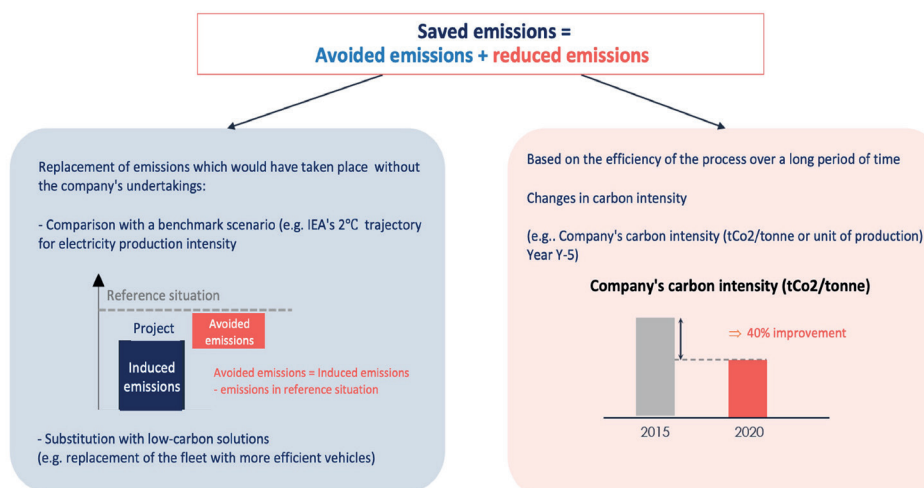 Saved emissions =
Avoided emissions + reduced emissions
Replacement of emissions which would have taken place without
the company's undertakings:
- Comparison with a benchmark scenario (e.g. IEA's 2°C trajectory
for electricity production intensity
Reference situation
Project
Avoided
emissions
Induced
emissions
Avoided emissions = Induced emissions
- emissions in reference situation
- Substitution with low-carbon solutions
(e.g. replacement of the fleet with more efficient vehicles)
Based on the efficiency of the process over a long period of time
Changes in carbon intensity
(e.g.. Company's carbon intensity (tCo2/tonne or unit of production)
Year Y-5)
Company's carbon intensity (tCo2/tonne)
⇒ 40% improvement
2015
2020